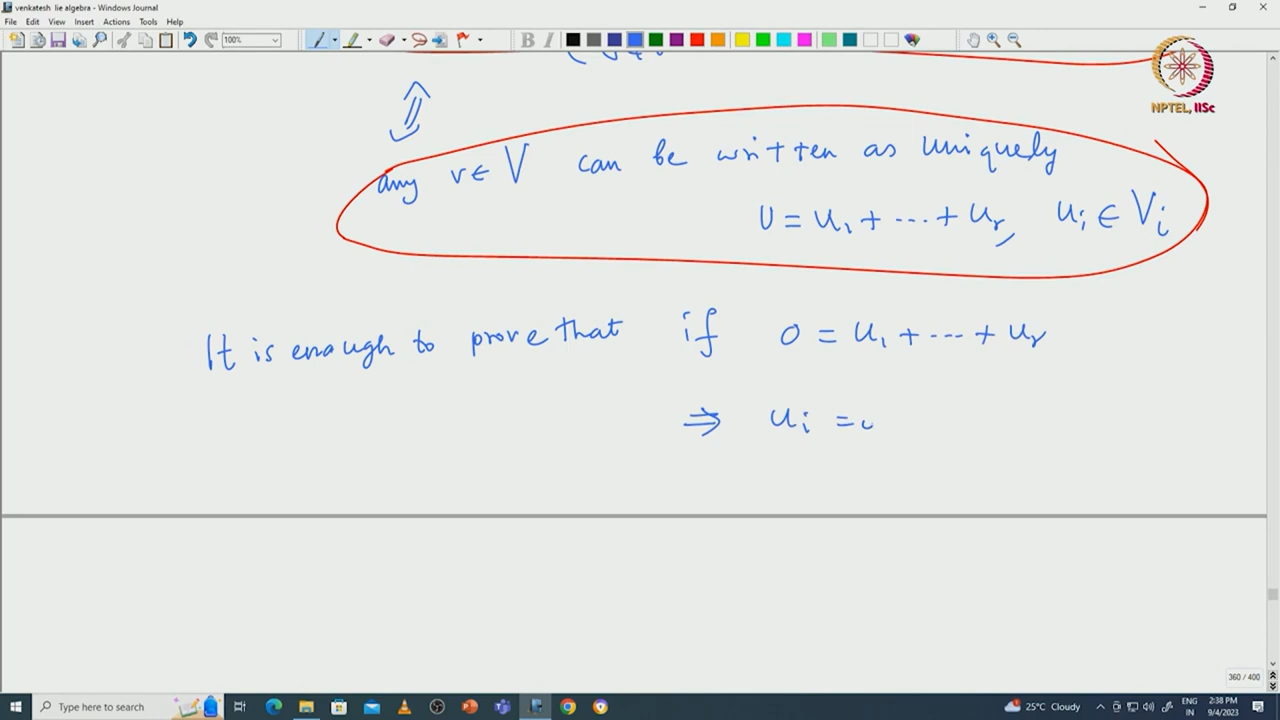 venkatesh lie algebra - Windows Journal
File Edit View Insert Actions Tools Help
100%
B I
NPTEL, IISc
any v ∈ V can be written as uniquely
v = u₁ + ... + uᵣ, uᵢ ∈ Vᵢ
It is enough to prove that if 0 = u₁ + ... + uᵣ
⇒ uᵢ = 0
360 / 400
Type here to search
25°C Cloudy
ENG
IN
2:38 PM
9/4/2023